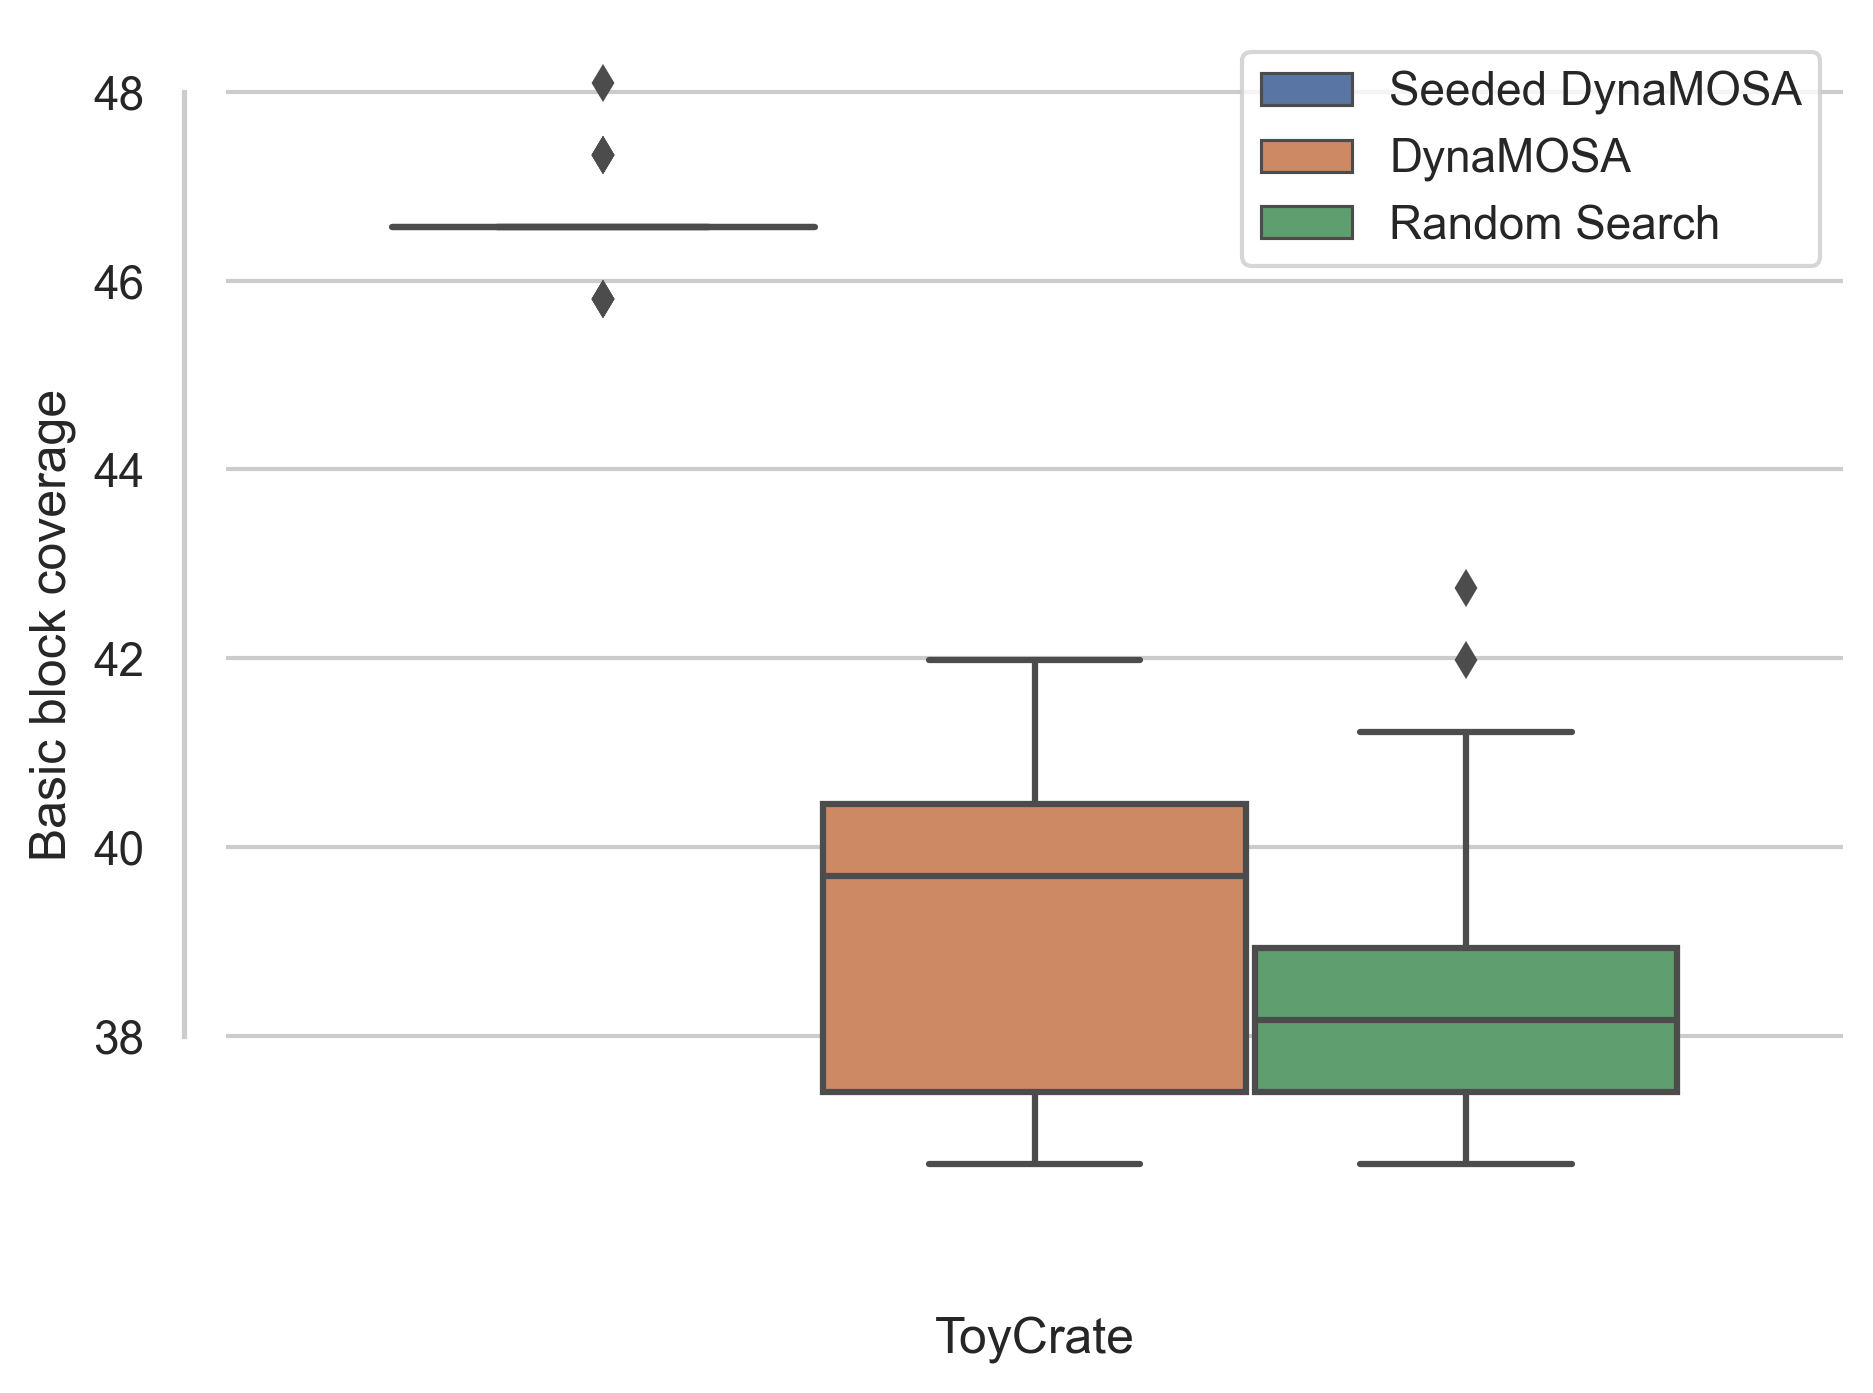 Basic block coverage
48
46
44
42
40
38
Seeded DynaMOSA
DynaMOSA
Random Search
ToyCrate